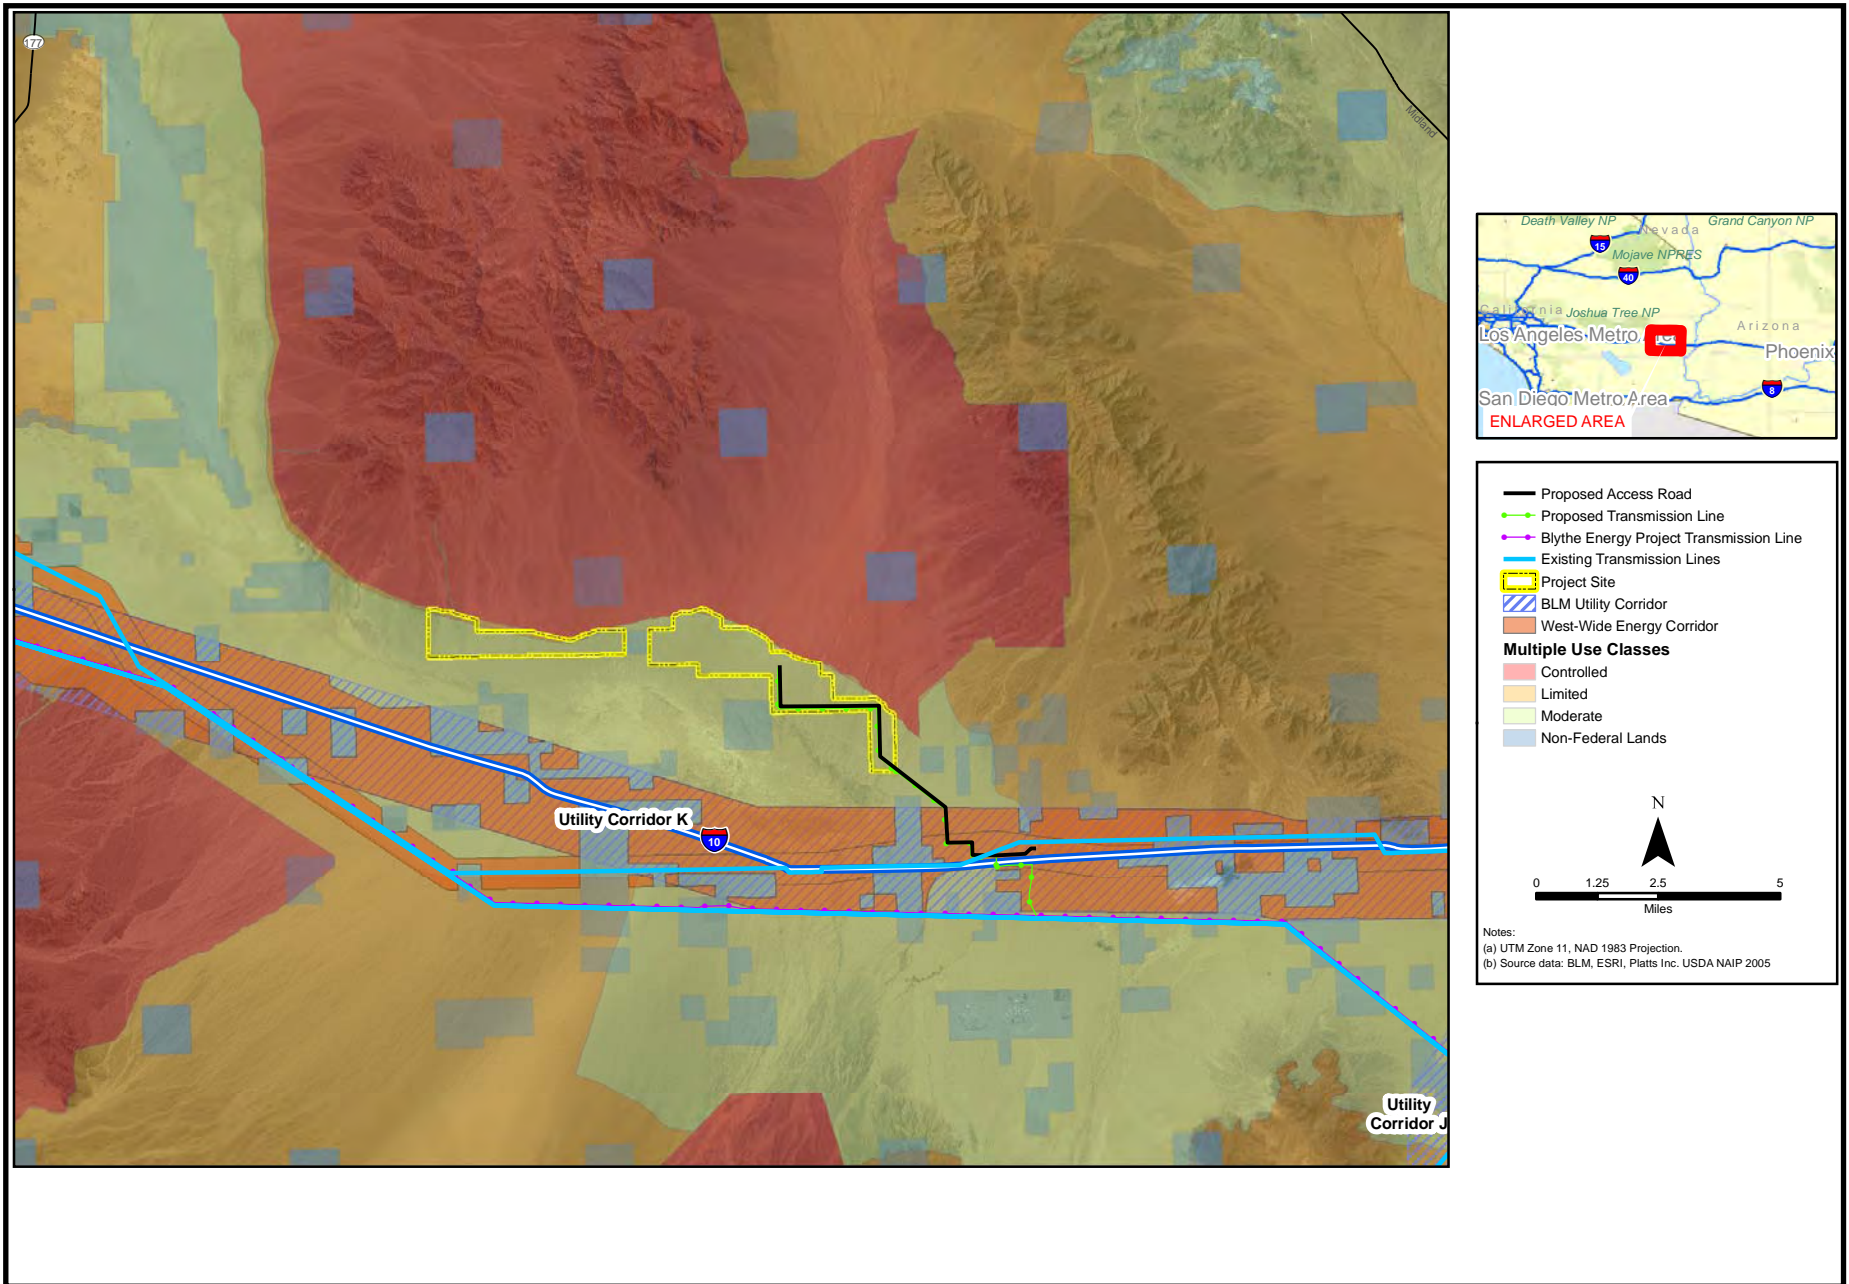 177
Midland
Utility Corridor K
10
Utility
Corridor J
Death Valley NP
Grand Canyon NP
Nevada
15
Mojave NPRES
40
California
Joshua Tree NP
Arizona
Los Angeles Metro Area
Phoenix
8
San Diego Metro Area
ENLARGED AREA
Proposed Access Road
Proposed Transmission Line
Blythe Energy Project Transmission Line
Existing Transmission Lines
Project Site
BLM Utility Corridor
West-Wide Energy Corridor
Multiple Use Classes
Controlled
Limited
Moderate
Non-Federal Lands
N
0 1.25 2.5 5
Miles
Notes:
(a) UTM Zone 11, NAD 1983 Projection.
(b) Source data: BLM, ESRI, Platts Inc. USDA NAIP 2005